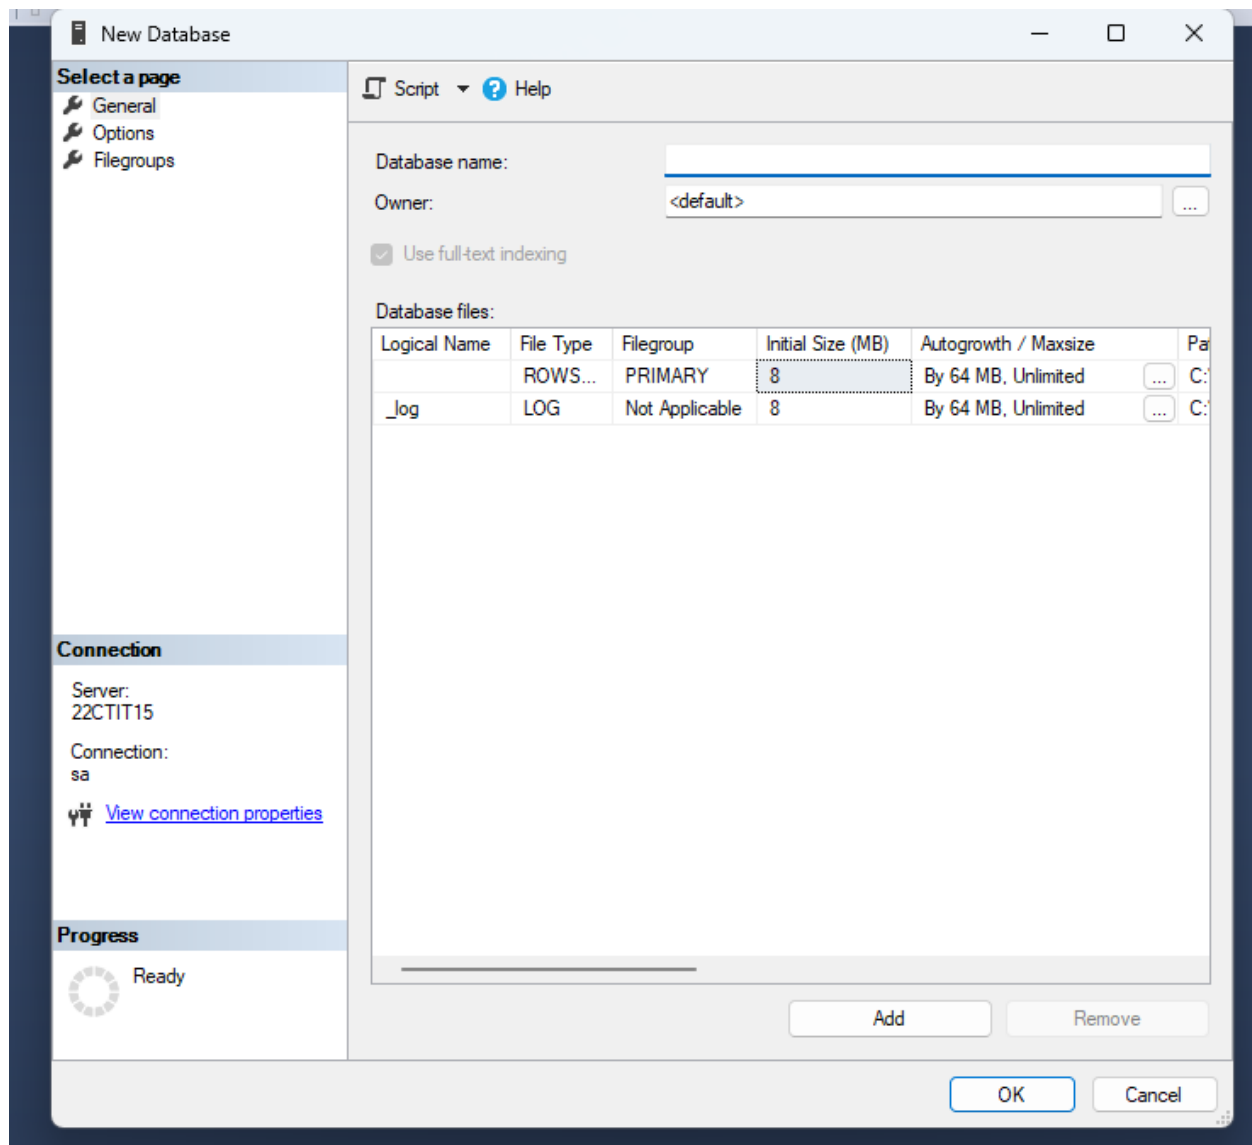 New Database
Select a page
General
Options
Filegroups
Script
Help
Database name:
Owner:
<default>
...
Use full-text indexing
Database files:
Logical Name File Type Filegroup Initial Size (MB) Autogrowth / Maxsize
ROWS... PRIMARY 8 By 64 MB, Unlimited ... C:
_log LOG Not Applicable 8 By 64 MB, Unlimited ... C:
Connection
Server:
22CTIT15
Connection:
sa
View connection properties
Progress
Ready
Add
Remove
OK
Cancel